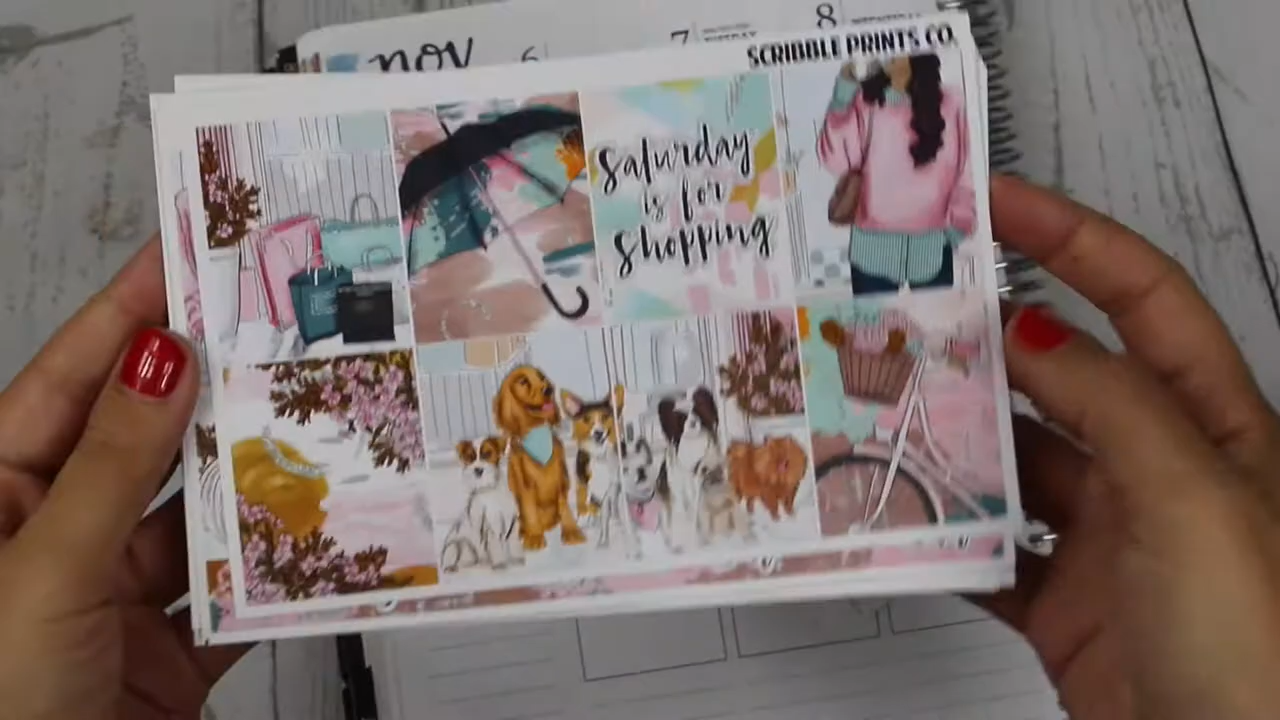 nov
6
7
8
SCRIBBLE PRINTS CO.
Saturday
is for
Shopping